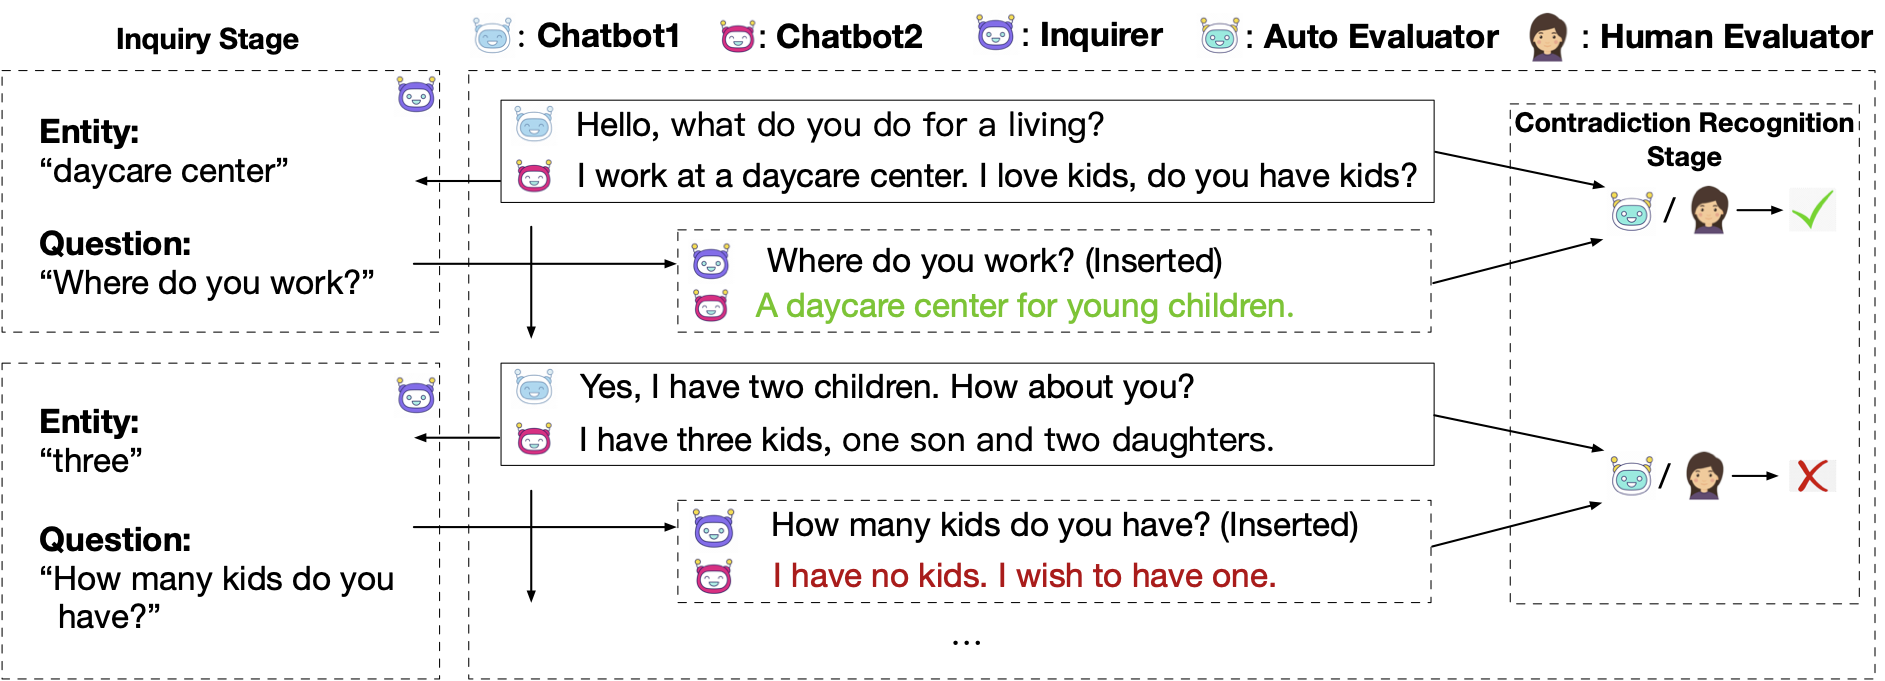 Inquiry Stage
: Chatbot1
: Chatbot2
: Inquirer
: Auto Evaluator
: Human Evaluator
Entity:
“daycare center”
Question:
“Where do you work?”
Hello, what do you do for a living?
I work at a daycare center. I love kids, do you have kids?
Where do you work? (Inserted)
A daycare center for young children.
Contradiction Recognition
Stage
/
Entity:
“three”
Question:
“How many kids do you
have?”
Yes, I have two children. How about you?
I have three kids, one son and two daughters.
How many kids do you have? (Inserted)
I have no kids. I wish to have one.
/
...